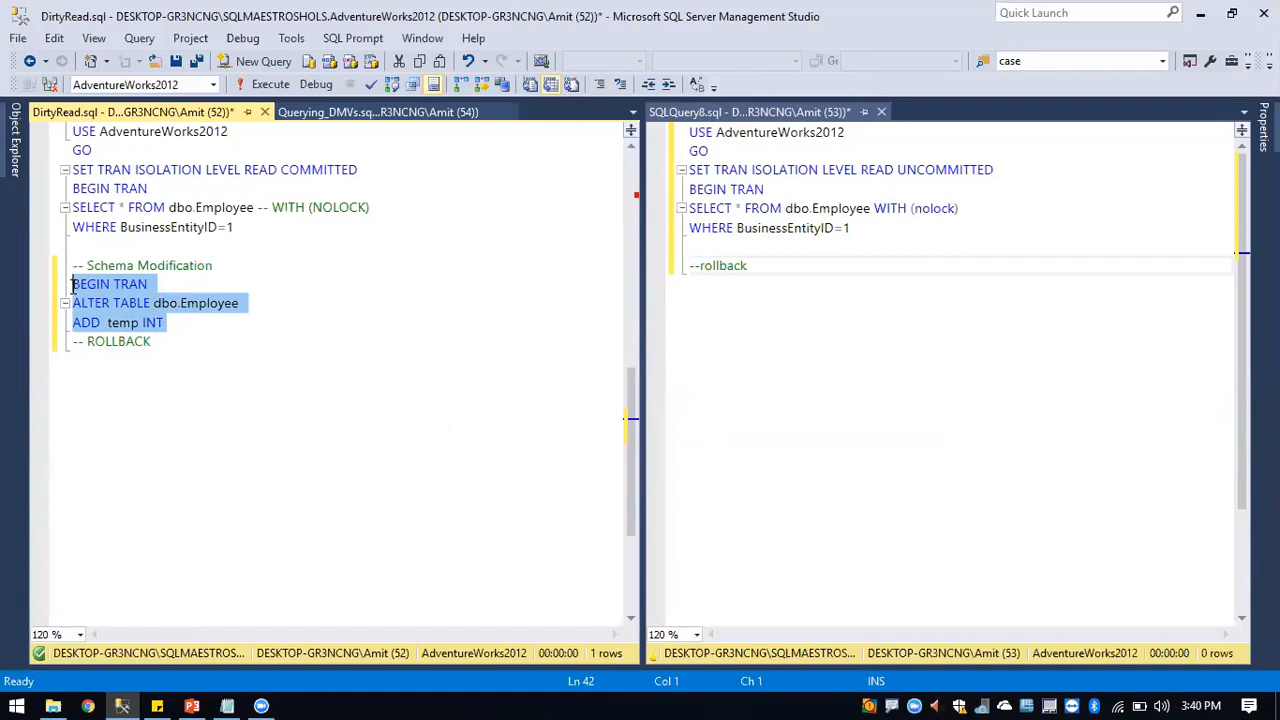 DirtyRead.sql - DESKTOP-GR3NCNG\SQLMAESTROSHOLS.AdventureWorks2012 (DESKTOP-GR3NCNG\Amit (52))* - Microsoft SQL Server Management Studio
Quick Launch
File Edit View Query Project Debug Tools SQL Prompt Window Help
New Query
case
AdventureWorks2012 Execute Debug
DirtyRead.sql - D...GR3NCNG\Amit (52))* Querying_DMVs.sq...R3NCNG\Amit (54)) SQLQuery8.sql - D...R3NCNG\Amit (53))*
Object Explorer
Properties
USE AdventureWorks2012
GO
SET TRAN ISOLATION LEVEL READ COMMITTED
BEGIN TRAN
SELECT * FROM dbo.Employee -- WITH (NOLOCK)
WHERE BusinessEntityID=1
-- Schema Modification
BEGIN TRAN
ALTER TABLE dbo.Employee
ADD temp INT
-- ROLLBACK
USE AdventureWorks2012
GO
SET TRAN ISOLATION LEVEL READ UNCOMMITTED
BEGIN TRAN
SELECT * FROM dbo.Employee WITH (nolock)
WHERE BusinessEntityID=1
--rollback
120 %
120 %
DESKTOP-GR3NCNG\SQLMAESTROS... DESKTOP-GR3NCNG\Amit (52) AdventureWorks2012 00:00:00 1 rows
DESKTOP-GR3NCNG\SQLMAESTROS... DESKTOP-GR3NCNG\Amit (53) AdventureWorks2012 00:00:00 0 rows
Ready Ln 42 Col 1 Ch 1 INS
3:40 PM